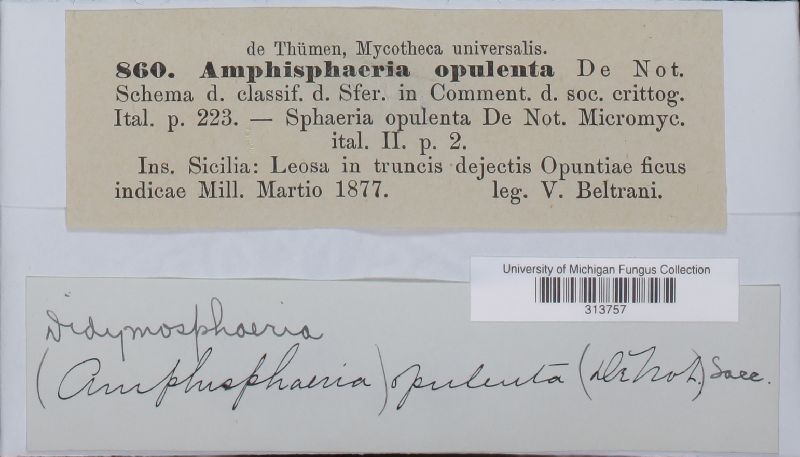 de Thümen, Mycotheca universalis.
860. Amphisphaeria opulenta De Not.
Schema d. classif. d. Sfer. in Comment. d. soc. crittog.
Ital. p. 223. — Sphaeria opulenta De Not. Micromyc.
ital. II. p. 2.
Ins. Sicilia: Leosa in truncis dejectis Opuntiae ficus
indicae Mill. Martio 1877. leg. V. Beltrani.
University of Michigan Fungus Collection
313757
Didymosphaeria
(Amphisphaeria) opulenta (De Not.) Sacc.